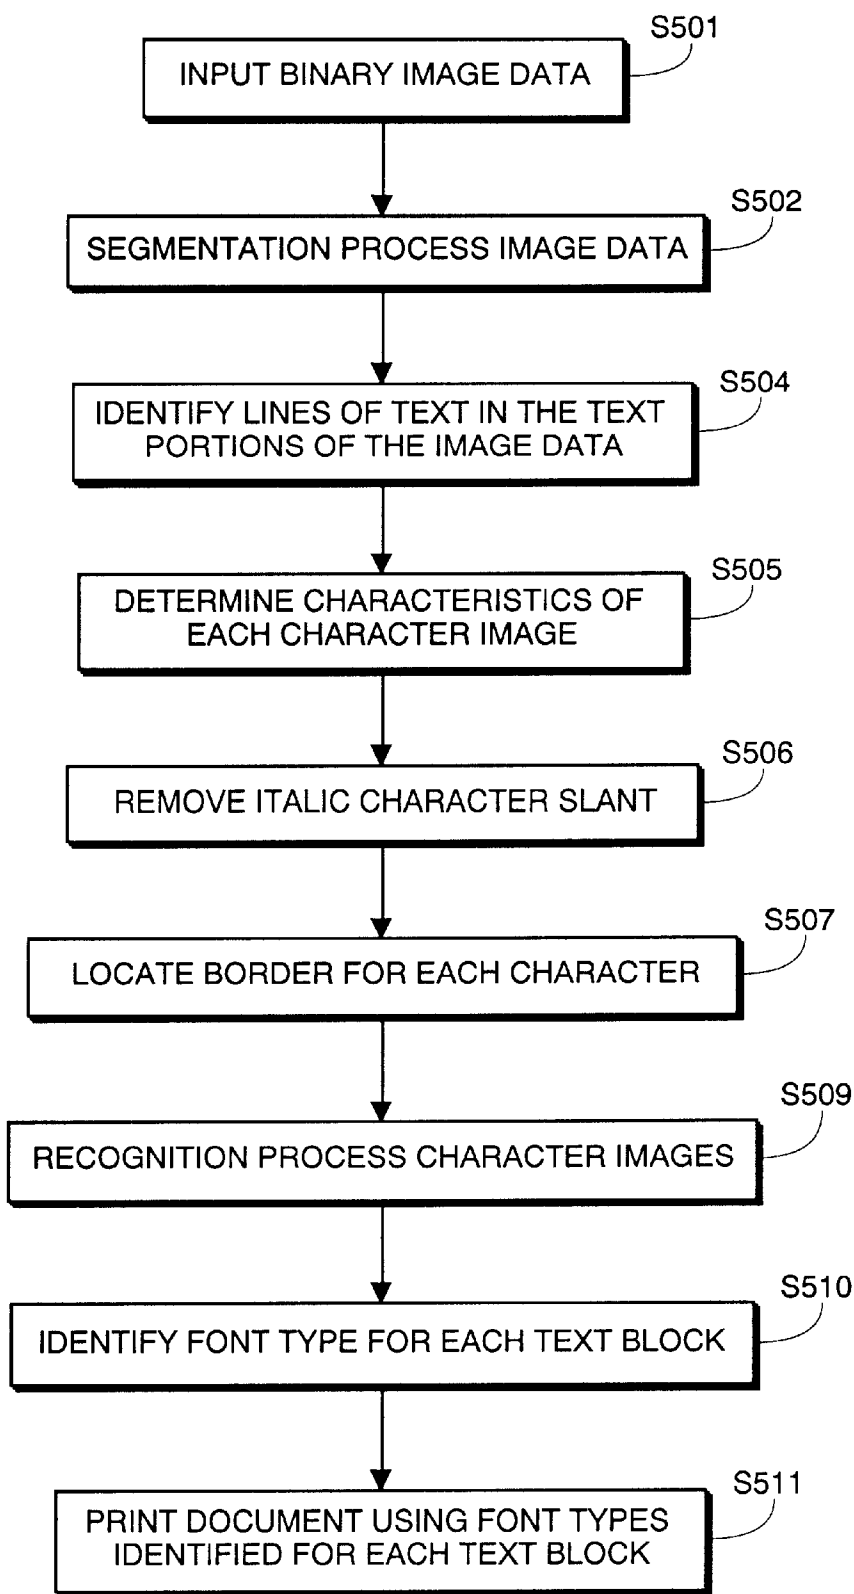 S501
INPUT BINARY IMAGE DATA
S502
SEGMENTATION PROCESS IMAGE DATA
S504
IDENTIFY LINES OF TEXT IN THE TEXT
PORTIONS OF THE IMAGE DATA
S505
DETERMINE CHARACTERISTICS OF
EACH CHARACTER IMAGE
S506
REMOVE ITALIC CHARACTER SLANT
S507
LOCATE BORDER FOR EACH CHARACTER
S509
RECOGNITION PROCESS CHARACTER IMAGES
S510
IDENTIFY FONT TYPE FOR EACH TEXT BLOCK
S511
PRINT DOCUMENT USING FONT TYPES
IDENTIFIED FOR EACH TEXT BLOCK